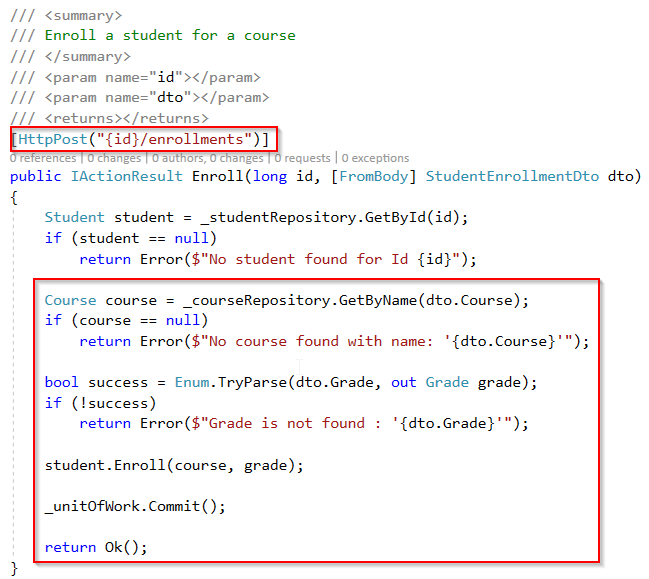 /// <summary>
/// Enroll a student for a course
/// </summary>
/// <param name="id"></param>
/// <param name="dto"></param>
/// <returns></returns>
[HttpPost("{id}/enrollments")]
0 references | 0 changes | 0 authors, 0 changes | 0 requests | 0 exceptions
public IActionResult Enroll(long id, [FromBody] StudentEnrollmentDto dto)
{
    Student student = _studentRepository.GetById(id);
    if (student == null)
        return Error($"No student found for Id {id}");
    Course course = _courseRepository.GetByName(dto.Course);
    if (course == null)
        return Error($"No course found with name: '{dto.Course}'");
    bool success = Enum.TryParse(dto.Grade, out Grade grade);
    if (!success)
        return Error($"Grade is not found : '{dto.Grade}'");
    student.Enroll(course, grade);
    _unitOfWork.Commit();
    return Ok();
}